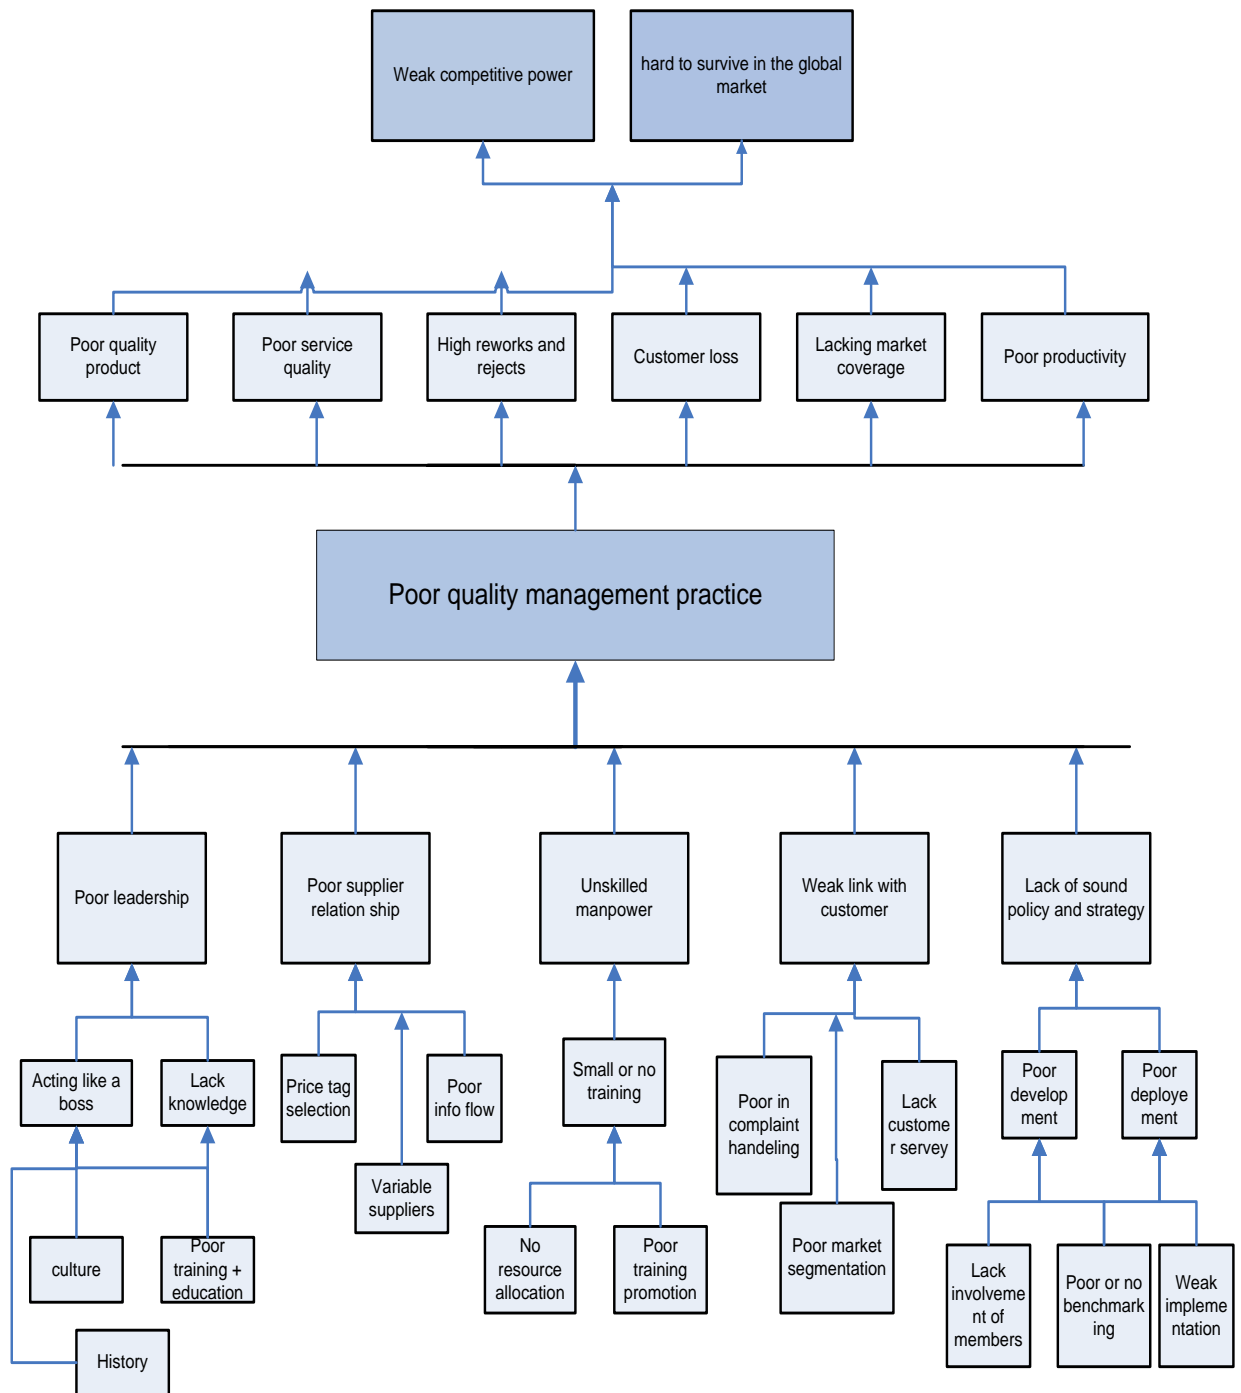 Weak competitive power
hard to survive in the global
market
Poor quality
product
Poor service
quality
High reworks and
rejects
Customer loss
Lacking market
coverage
Poor productivity
Poor quality management practice
Poor leadership
Poor supplier
relation ship
Unskilled
manpower
Weak link with
customer
Lack of sound
policy and strategy
Acting like a
boss
Lack
knowledge
Price tag
selection
Poor
info flow
Variable
suppliers
Small or no
training
Poor in
complaint
handeling
Lack
custome
r servey
Poor market
segmentation
Poor
develop
ment
Poor
deploye
ment
culture
Poor
training +
education
History
No
resource
allocation
Poor
training
promotion
Lack
involveme
nt of
members
Poor or no
benchmark
ing
Weak
impleme
ntation